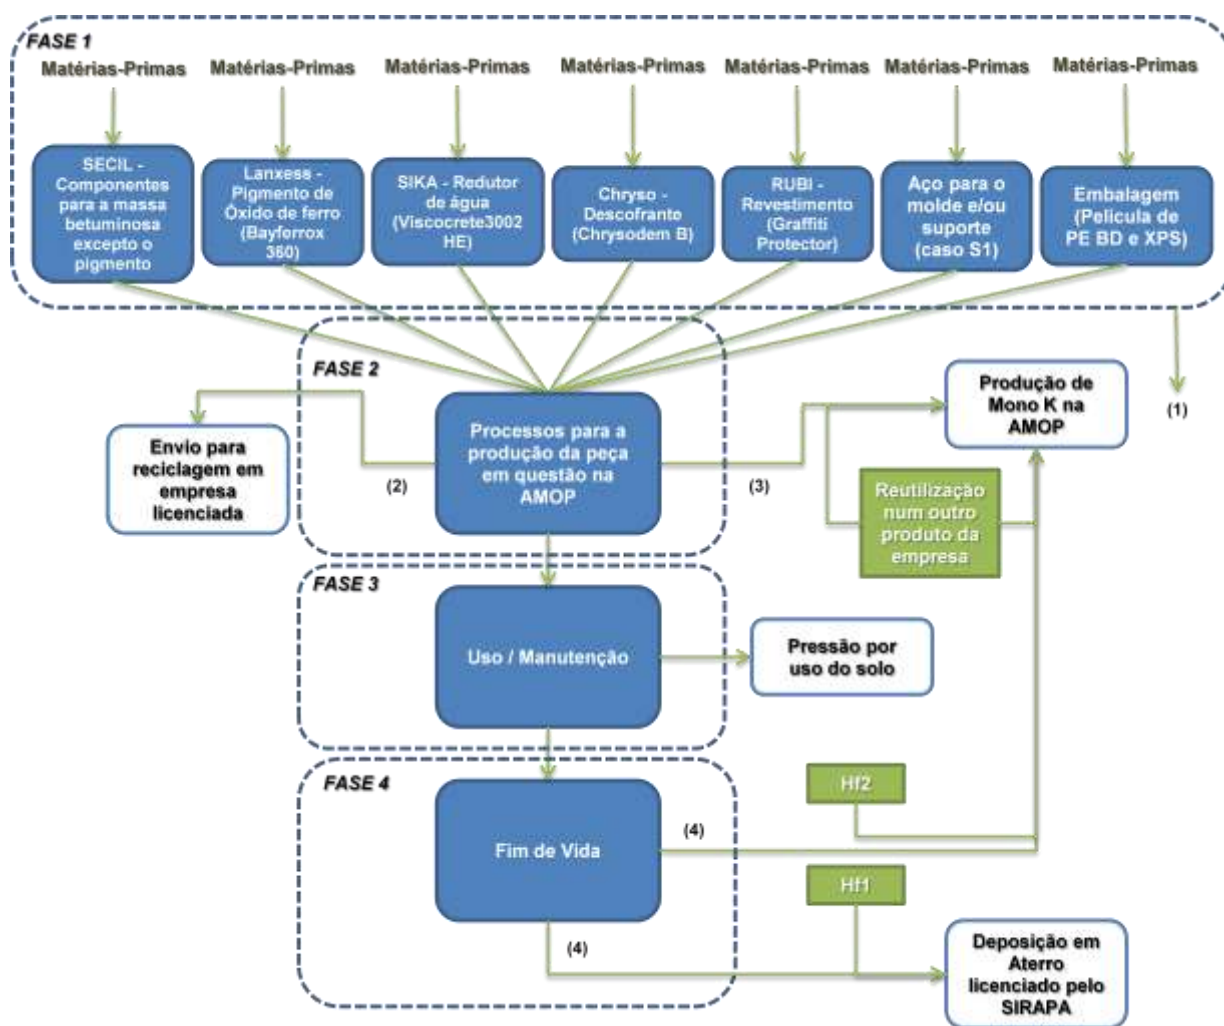 FASE 1
Matérias-Primas
Matérias-Primas
Matérias-Primas
Matérias-Primas
Matérias-Primas
Matérias-Primas
Matérias-Primas
SECIL -
Componentes
para a massa
betuminosa
excepto o
pigmento
Lanxess -
Pigmento de
Óxido de ferro
(Bayferrox
360)
SIKA - Redutor
de água
(Viscocrete3002
HE)
Chryso -
Descofrante
(Chrysodem B)
RUBI -
Revestimento
(Graffiti
Protector)
Aço para o
molde e/ou
suporte
(caso S1)
Embalagem
(Pelicula de
PE BD e XPS)
FASE 2
Processos para a
produção da peça
em questão na
AMOP
(2)
Envio para
reciclagem em
empresa
licenciada
(3)
Produção de
Mono K na
AMOP
(1)
Reutilização
num outro
produto da
empresa
FASE 3
Uso / Manutenção
Pressão por
uso do solo
FASE 4
Fim de Vida
(4)
Hf2
Hf1
(4)
Deposição em
Aterro
licenciado pelo
SIRAPA